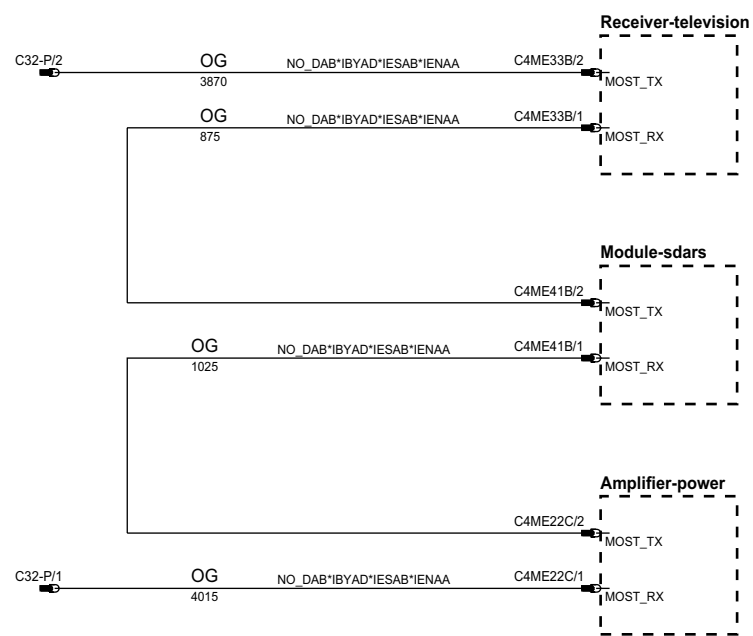 Receiver-television
C32-P/2 OG NO_DAB*IBYAD*IESAB*IENAA C4ME33B/2
3870 MOST_TX
OG NO_DAB*IBYAD*IESAB*IENAA C4ME33B/1
875 MOST_RX
Module-sdars
C4ME41B/2
MOST_TX
OG NO_DAB*IBYAD*IESAB*IENAA C4ME41B/1
1025 MOST_RX
Amplifier-power
C4ME22C/2
MOST_TX
C32-P/1 OG NO_DAB*IBYAD*IESAB*IENAA C4ME22C/1
4015 MOST_RX